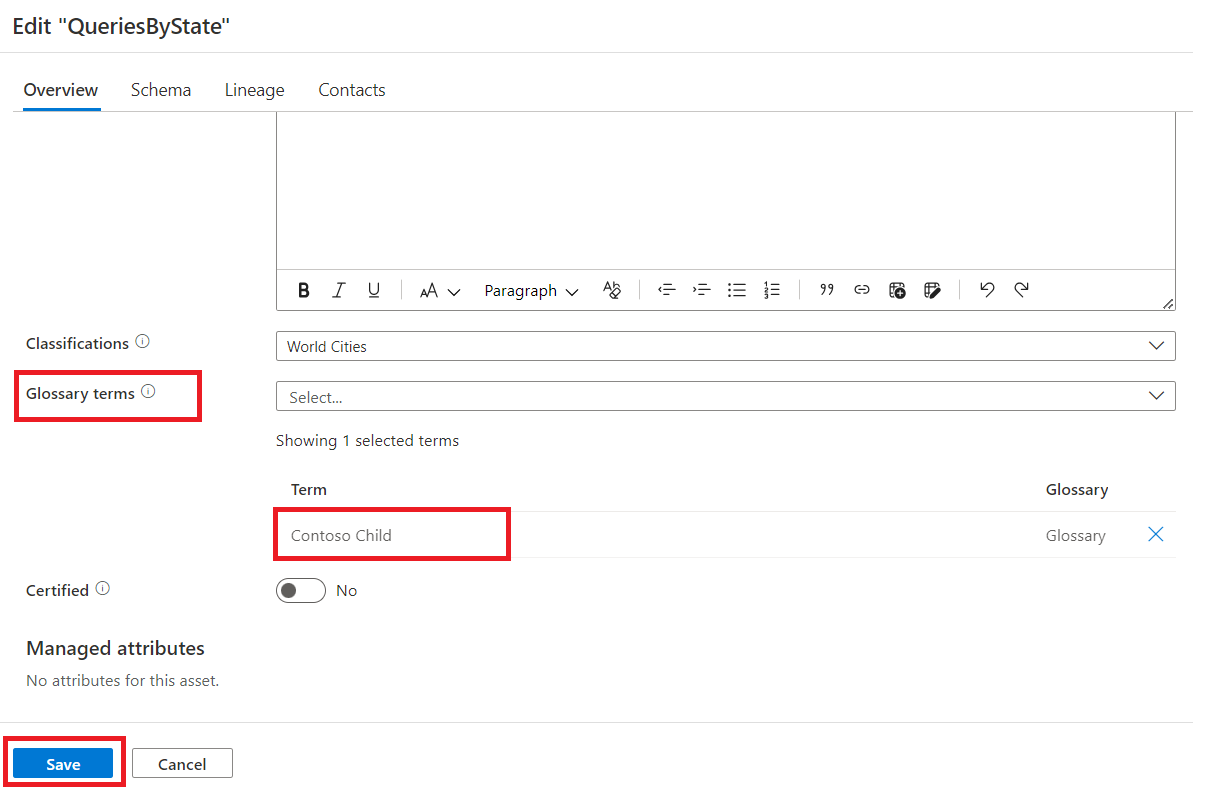 Edit "QueriesByState"
Overview Schema Lineage Contacts
B I U AA Paragraph
Classifications World Cities
Glossary terms Select...
Showing 1 selected terms
Term Glossary
Contoso Child Glossary
Certified No
Managed attributes
No attributes for this asset.
Save Cancel